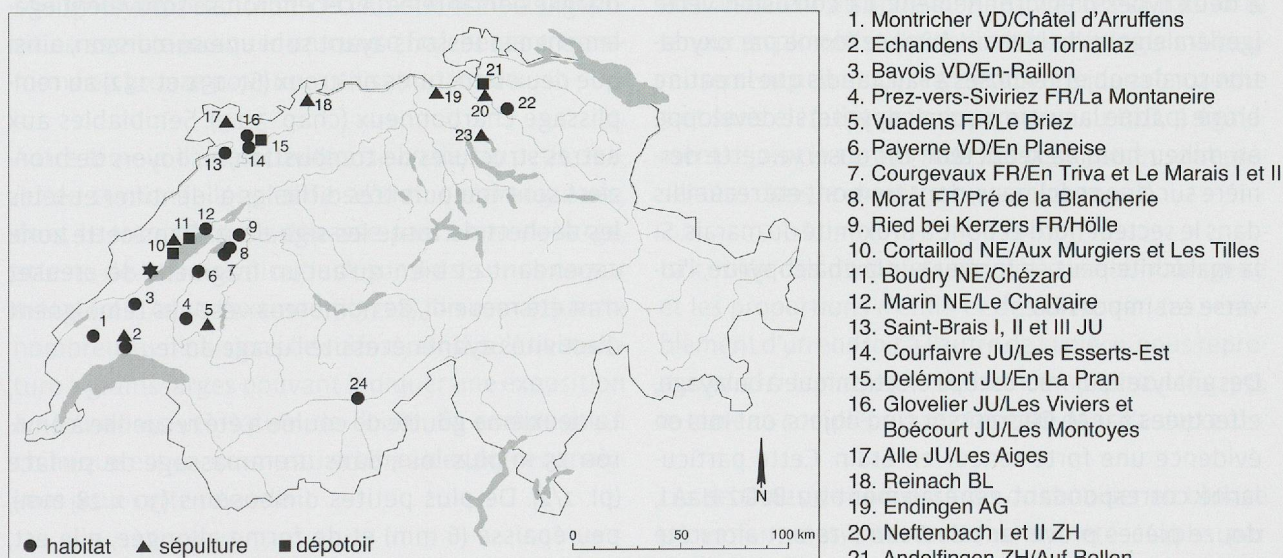 21
18
19
20
22
17
16
23
15
13
14
12
11
9
10
8
7
6
3
4
5
1
2
24
N
habitat sépulture dépotoir
0 50 100 km
1. Montricher VD/Châtel d'Arruffens
2. Echandens VD/La Tornallaz
3. Bavois VD/En-Raillon
4. Prez-vers-Siviriez FR/La Montaneire
5. Vuadens FR/Le Briez
6. Payerne VD/En Planeise
7. Courgevaux FR/En Triva et Le Marais I et II
8. Morat FR/Pré de la Blancherie
9. Ried bei Kerzers FR/Hölle
10. Cortaillod NE/Aux Murgiers et Les Tilles
11. Boudry NE/Chézard
12. Marin NE/Le Chalvaire
13. Saint-Brais I, II et III JU
14. Courfaivre JU/Les Esserts-Est
15. Delémont JU/En La Pran
16. Glovelier JU/Les Viviers et
Boécourt JU/Les Montoyes
17. Alle JU/Les Aiges
18. Reinach BL
19. Endingen AG
20. Neftenbach I et II ZH
21. Andelfingen ZH/Auf Bollen